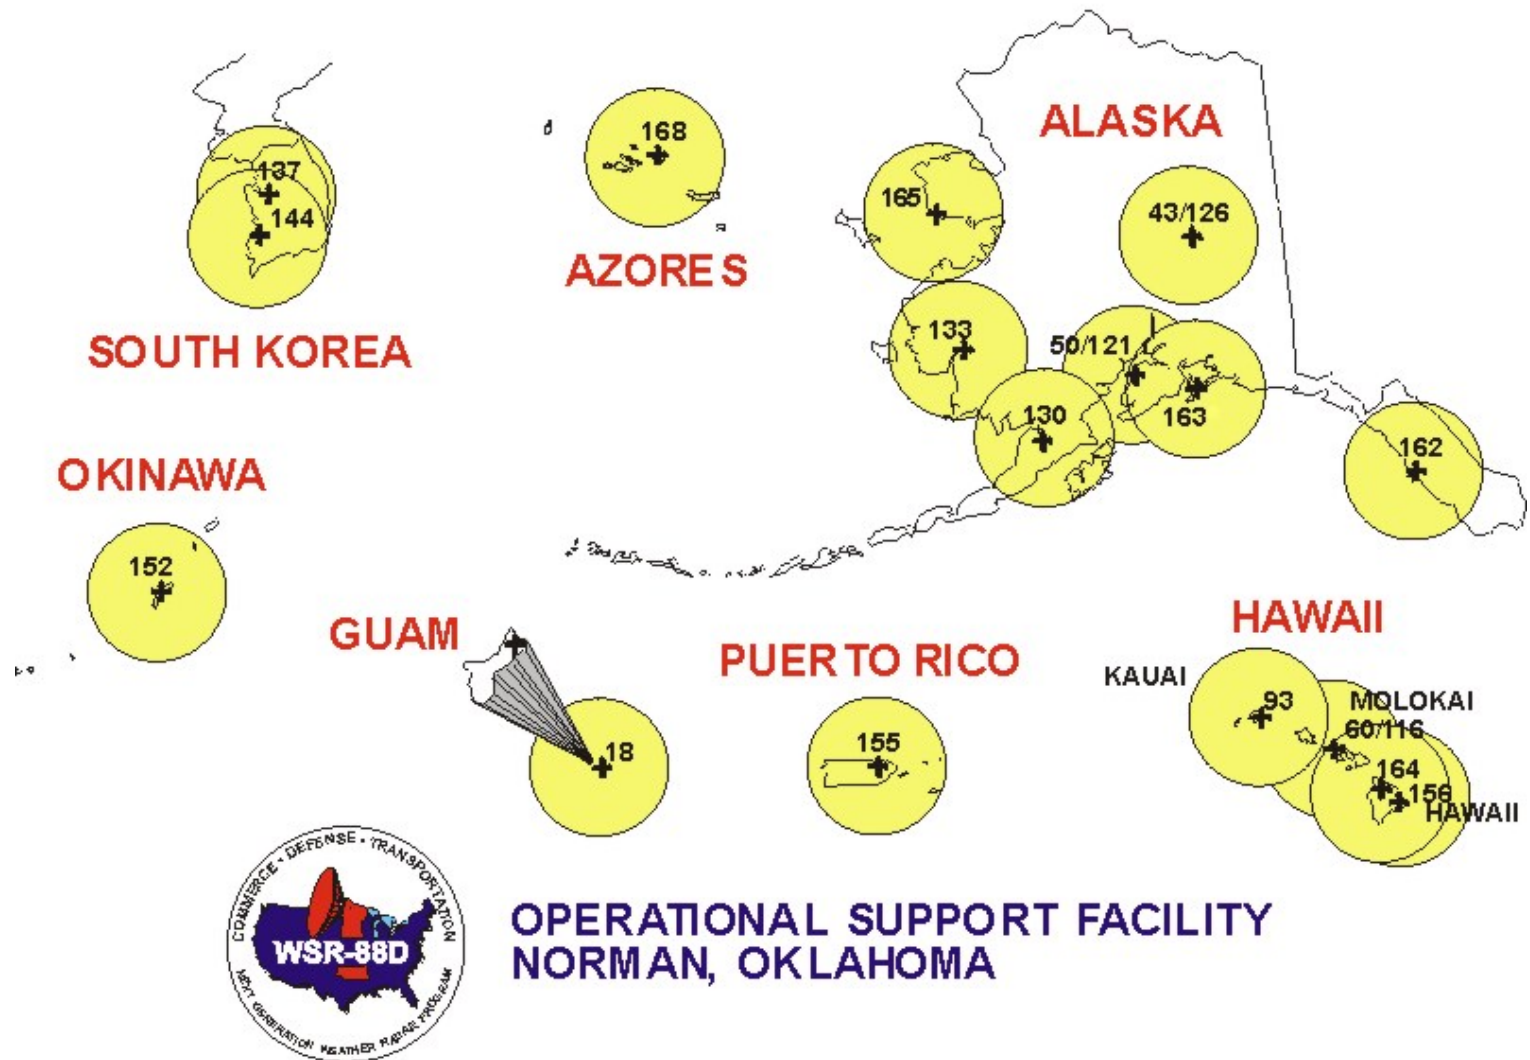 ALASKA
168
137
165
144
43/126
AZORES
133
SOUTH KOREA
50/121
163
130
162
OKINAWA
152
GUAM
HAWAII
PUERTO RICO
KAUAI
93
MOLOKAI
60/116
18
155
164
156
HAWAII
COMMERCE • DEFENSE • TRANSPORTATION
WSR-88D
NEXT GENERATION WEATHER RADAR PROGRAM
OPERATIONAL SUPPORT FACILITY
NORMAN, OKLAHOMA